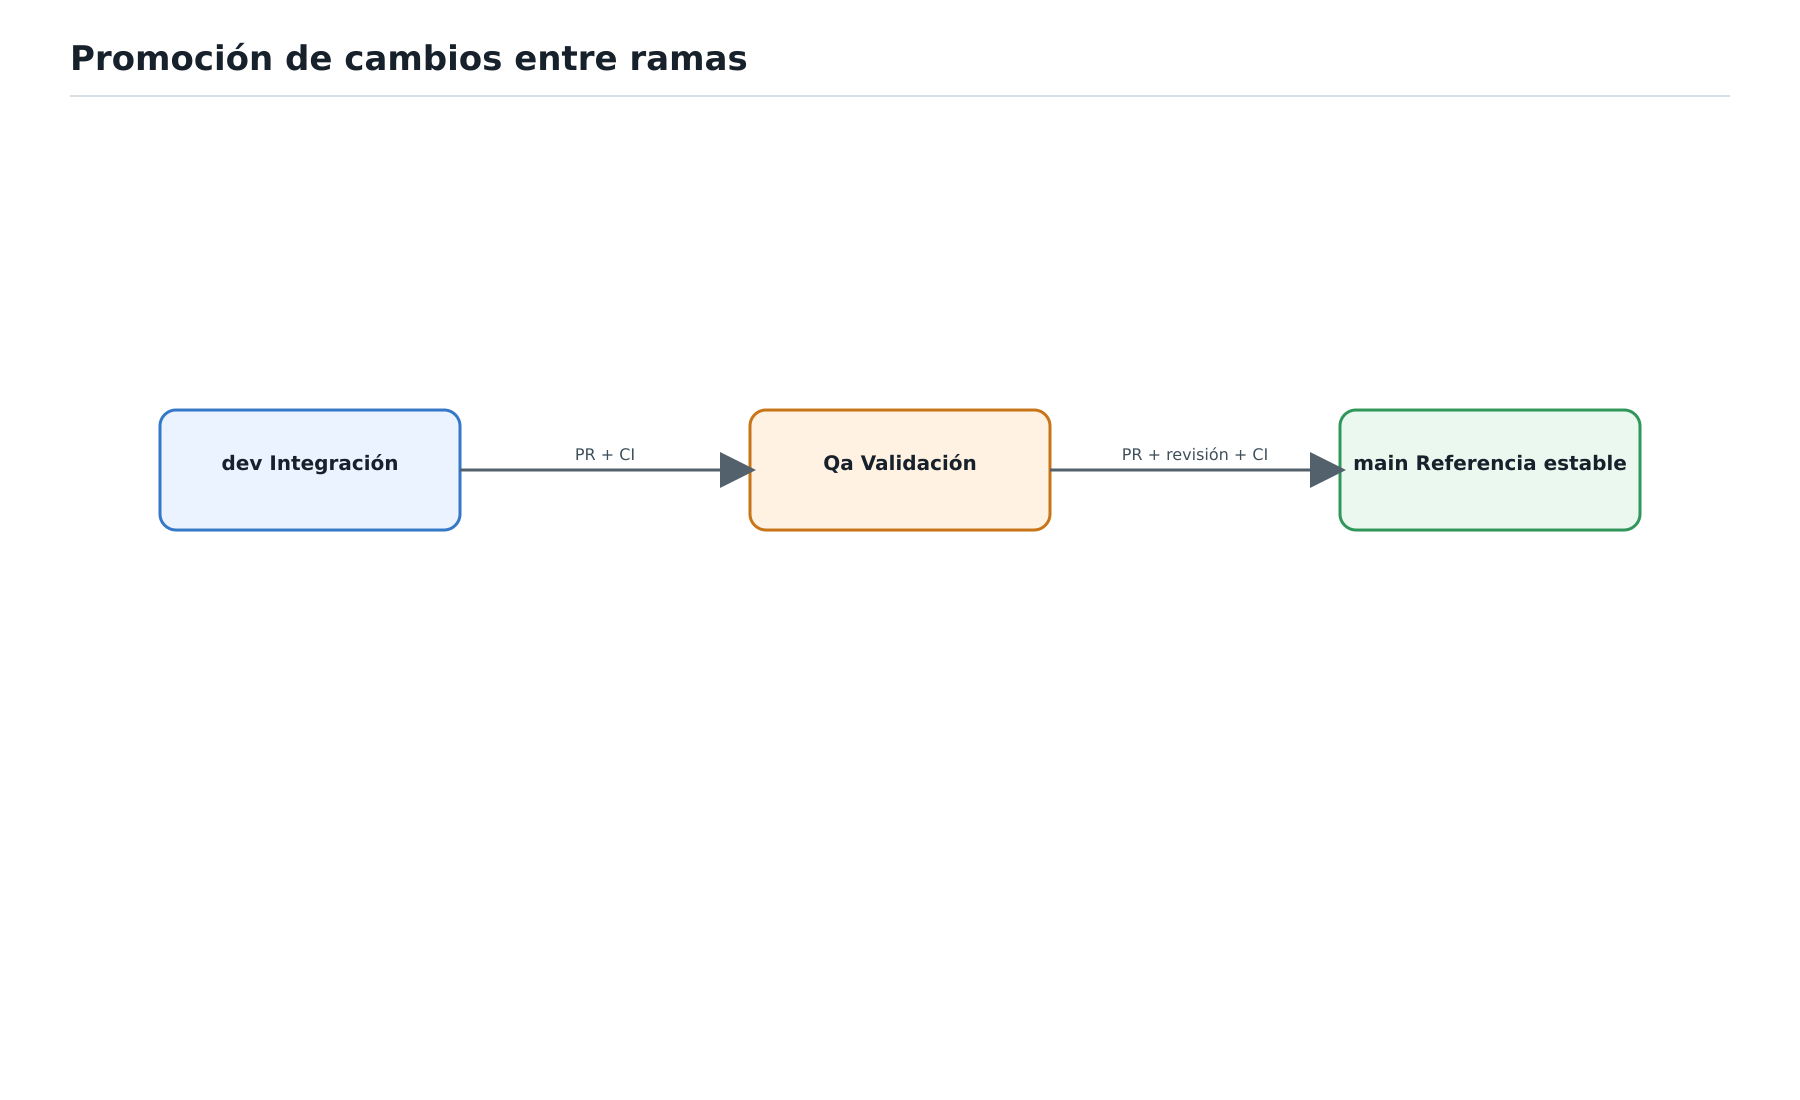 Promoción de cambios entre ramas
dev Integración
PR + CI
Qa Validación
PR + revisión + CI
main Referencia estable